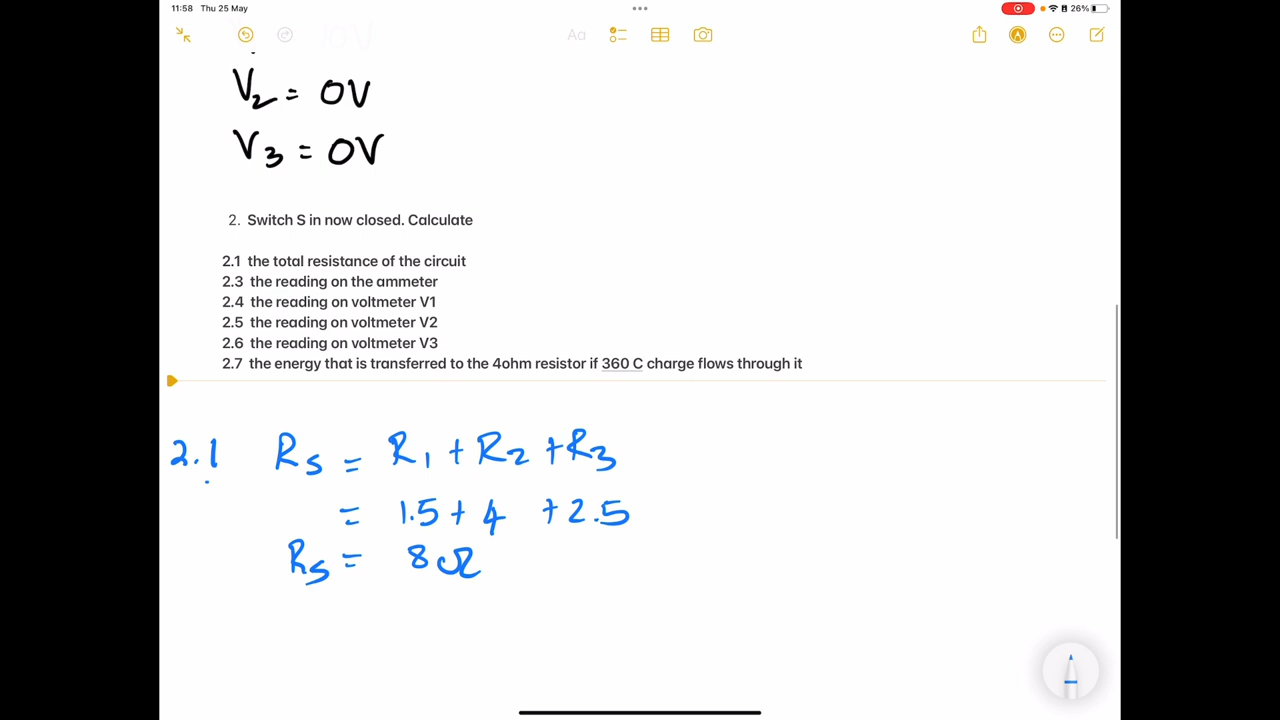 11:58 Thu 25 May
26%
Aa
V2 = 0V
V3 = 0V
2. Switch S in now closed. Calculate
2.1 the total resistance of the circuit
2.3 the reading on the ammeter
2.4 the reading on voltmeter V1
2.5 the reading on voltmeter V2
2.6 the reading on voltmeter V3
2.7 the energy that is transferred to the 4ohm resistor if 360 C charge flows through it
2.1 Rs = R1 + R2 + R3
= 1.5 + 4 + 2.5
Rs = 8Ω